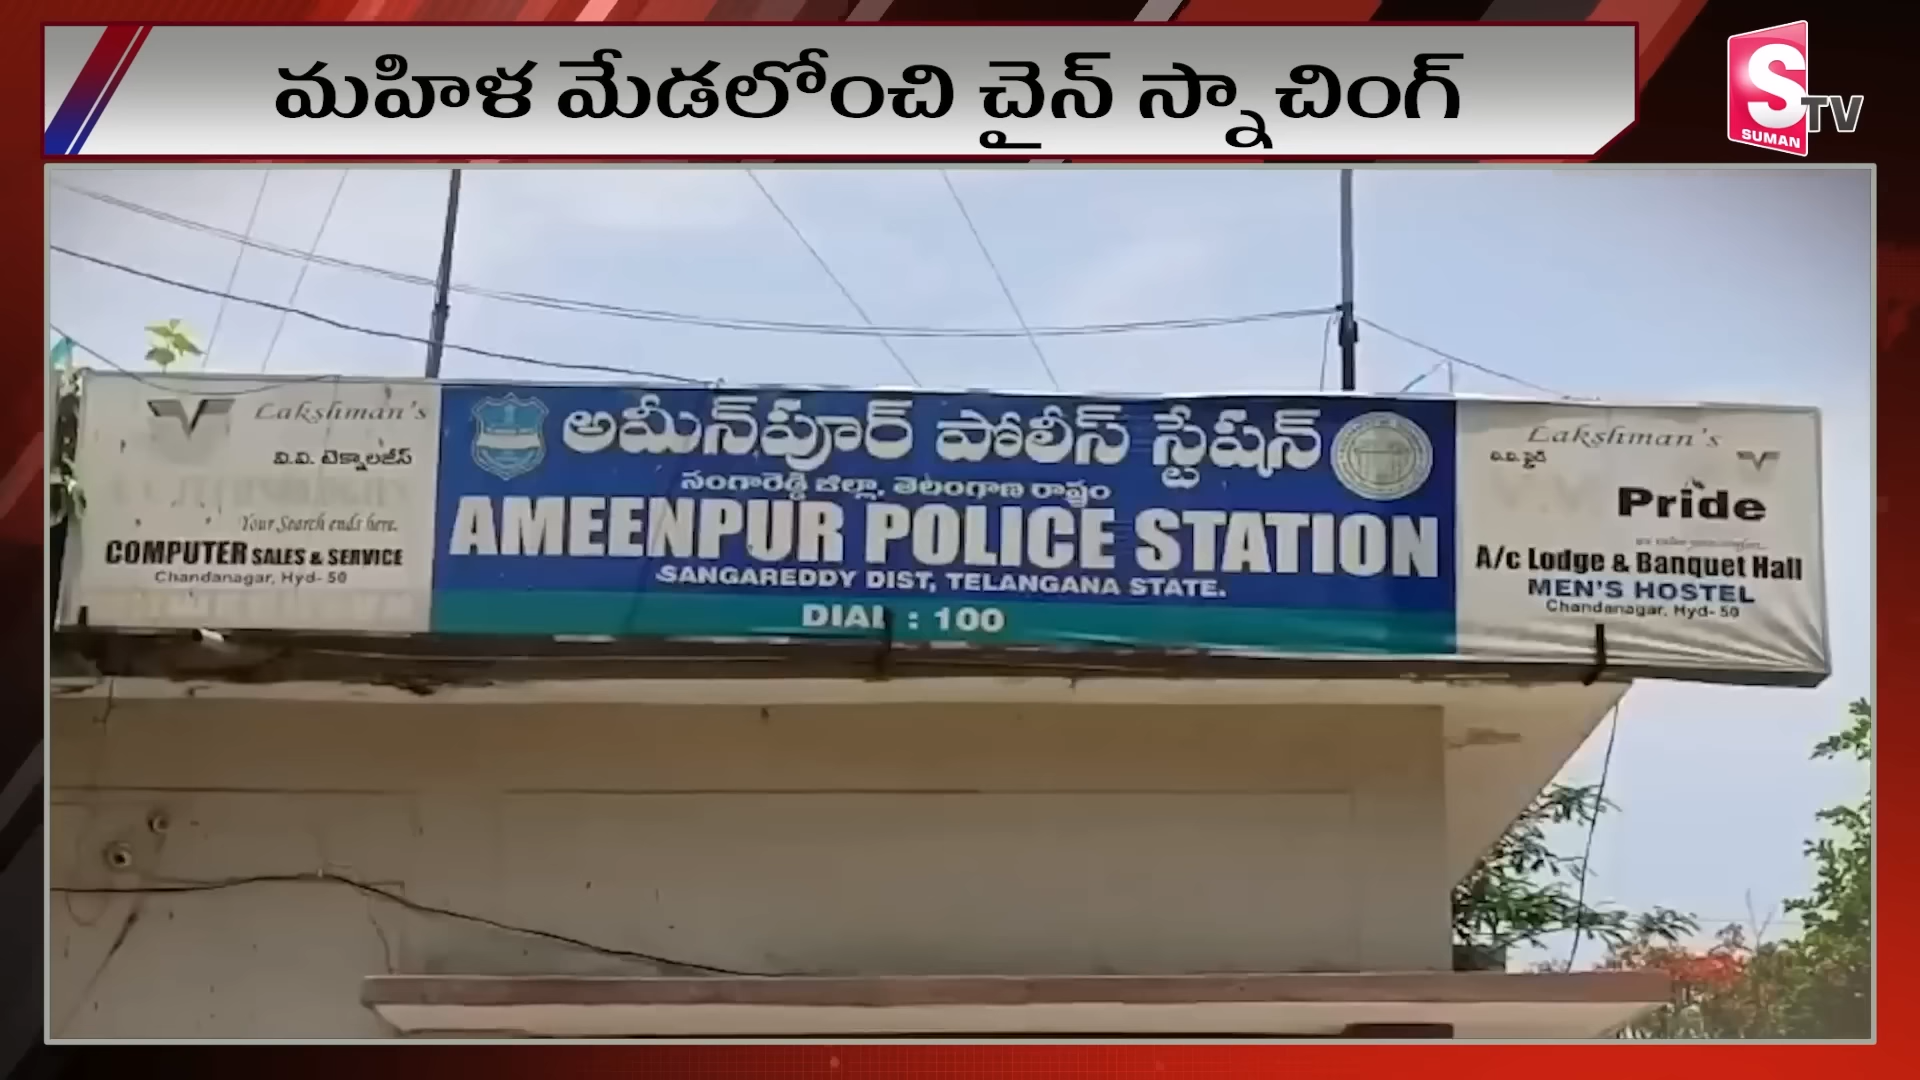 మహిళ మేడలోంచి చైన్ స్నాచింగ్
S
SUMAN
TV
Lakshman's
వి.వి. టెక్నాలజీస్
Your Search ends here.
COMPUTER SALES & SERVICE
Chandanagar, Hyd- 50
అమీన్‌పూర్ పోలీస్ స్టేషన్
సంగారెడ్డి జిల్లా, తెలంగాణ రాష్ట్రం
AMEENPUR POLICE STATION
SANGAREDDY DIST, TELANGANA STATE.
DIAL : 100
Lakshman's
వి.వి.ప్రైడ్
Pride
A/c Lodge & Banquet Hall
MEN'S HOSTEL
Chandanagar, Hyd- 50